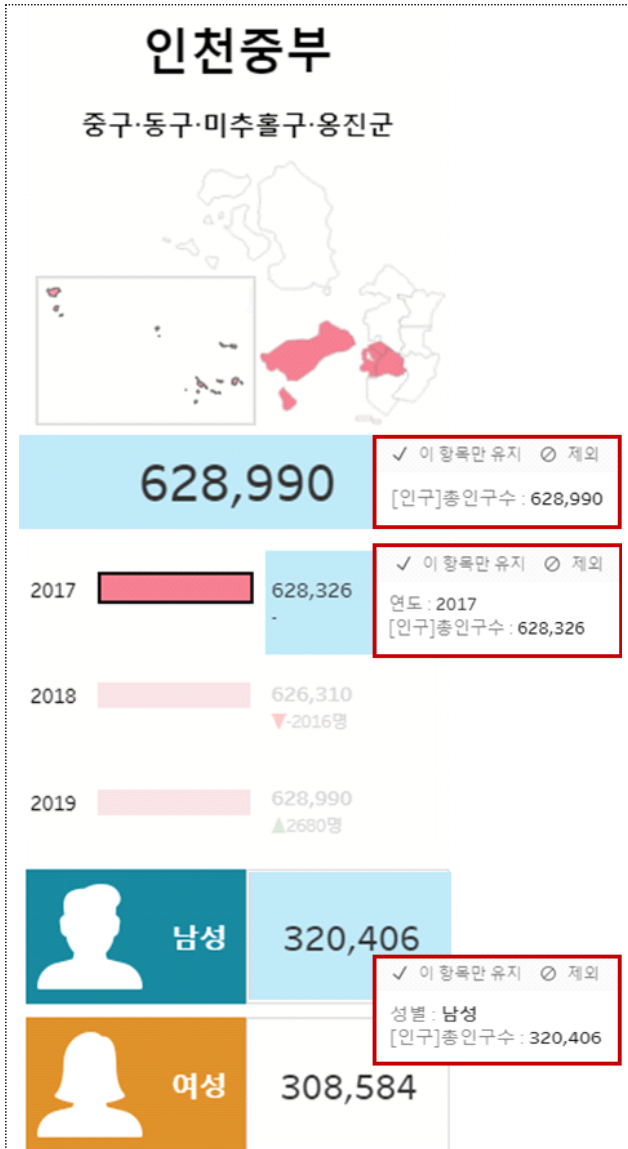 인천중부
중구·동구·미추홀구·옹진군
628,990
✓ 이 항목만 유지 ⊘ 제외
[인구]총인구수 : 628,990
2017 628,326
-
✓ 이 항목만 유지 ⊘ 제외
연도 : 2017
[인구]총인구수 : 628,326
2018 626,310
▼-2016명
2019 628,990
▲2680명
남성 320,406
✓ 이 항목만 유지 ⊘ 제외
성별 : 남성
[인구]총인구수 : 320,406
여성 308,584